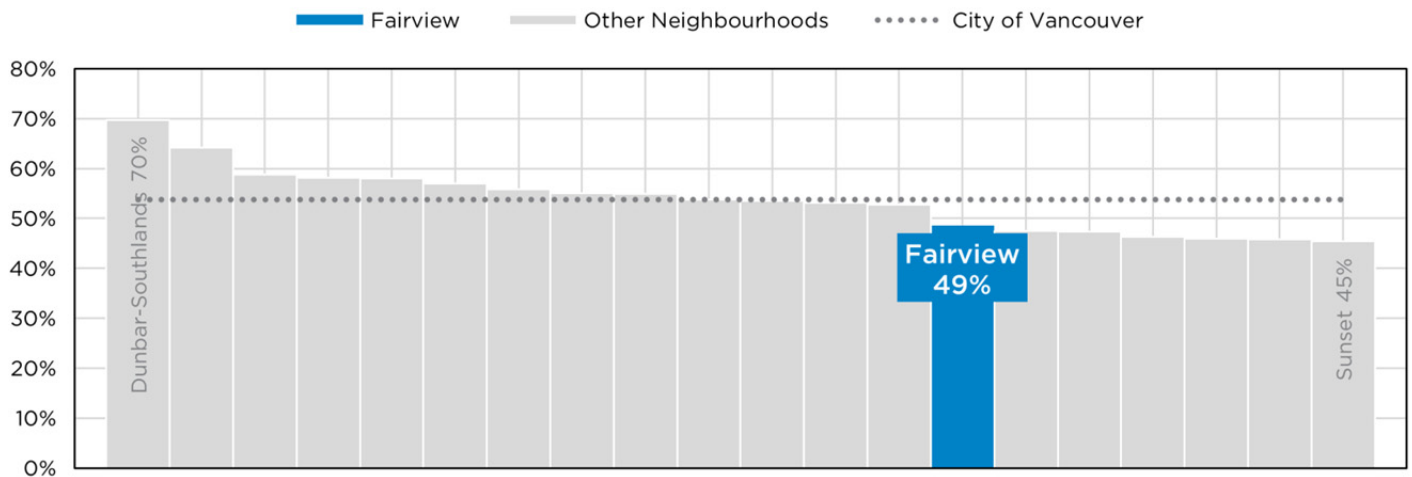 Fairview Other Neighbourhoods City of Vancouver
80%
70%
60%
50%
40%
30%
20%
10%
0%
Dunbar-Southlands 70%
Fairview
49%
Sunset 45%